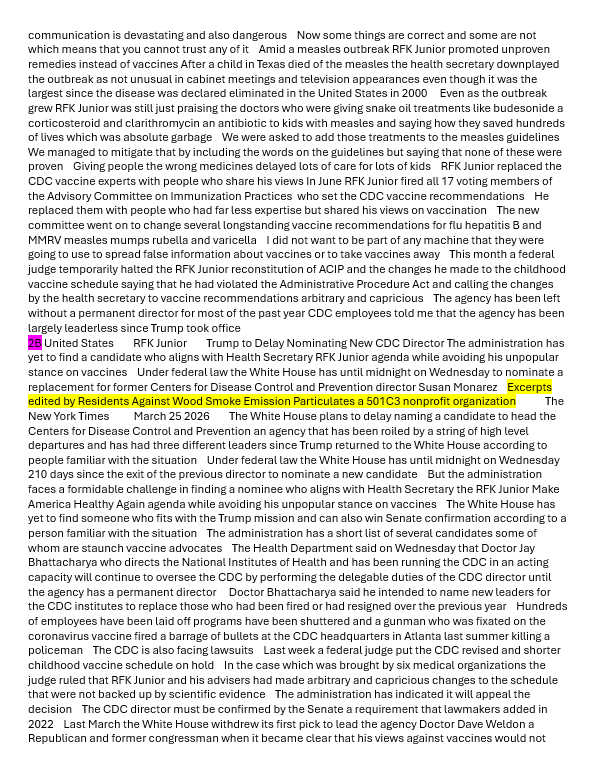 communication is devastating and also dangerous    Now some things are correct and some are not
which means that you cannot trust any of it    Amid a measles outbreak RFK Junior promoted unproven
remedies instead of vaccines After a child in Texas died of the measles the health secretary downplayed
the outbreak as not unusual in cabinet meetings and television appearances even though it was the
largest since the disease was declared eliminated in the United States in 2000    Even as the outbreak
grew RFK Junior was still just praising the doctors who were giving snake oil treatments like budesonide a
corticosteroid and clarithromycin an antibiotic to kids with measles and saying how they saved hundreds
of lives which was absolute garbage    We were asked to add those treatments to the measles guidelines
We managed to mitigate that by including the words on the guidelines but saying that none of these were
proven    Giving people the wrong medicines delayed lots of care for lots of kids    RFK Junior replaced the
CDC vaccine experts with people who share his views In June RFK Junior fired all 17 voting members of
the Advisory Committee on Immunization Practices  who set the CDC vaccine recommendations    He
replaced them with people who had far less expertise but shared his views on vaccination    The new
committee went on to change several longstanding vaccine recommendations for flu hepatitis B and
MMRV measles mumps rubella and varicella    I did not want to be part of any machine that they were
going to use to spread false information about vaccines or to take vaccines away    This month a federal
judge temporarily halted the RFK Junior reconstitution of ACIP and the changes he made to the childhood
vaccine schedule saying that he had violated the Administrative Procedure Act and calling the changes
by the health secretary to vaccine recommendations arbitrary and capricious    The agency has been left
without a permanent director for most of the past year CDC employees told me that the agency has been
largely leaderless since Trump took office
2B United States    RFK Junior    Trump to Delay Nominating New CDC Director The administration has
yet to find a candidate who aligns with Health Secretary RFK Junior agenda while avoiding his unpopular
stance on vaccines    Under federal law the White House has until midnight on Wednesday to nominate a
replacement for former Centers for Disease Control and Prevention director Susan Monarez    Excerpts
edited by Residents Against Wood Smoke Emission Particulates a 501C3 nonprofit organization    The
New York Times    March 25 2026    The White House plans to delay naming a candidate to head the
Centers for Disease Control and Prevention an agency that has been roiled by a string of high level
departures and has had three different leaders since Trump returned to the White House according to
people familiar with the situation    Under federal law the White House has until midnight on Wednesday
210 days since the exit of the previous director to nominate a new candidate    But the administration
faces a formidable challenge in finding a nominee who aligns with Health Secretary the RFK Junior Make
America Healthy Again agenda while avoiding his unpopular stance on vaccines    The White House has
yet to find someone who fits with the Trump mission and can also win Senate confirmation according to a
person familiar with the situation    The administration has a short list of several candidates some of
whom are staunch vaccine advocates    The Health Department said on Wednesday that Doctor Jay
Bhattacharya who directs the National Institutes of Health and has been running the CDC in an acting
capacity will continue to oversee the CDC by performing the delegable duties of the CDC director until
the agency has a permanent director    Doctor Bhattacharya said he intended to name new leaders for
the CDC institutes to replace those who had been fired or had resigned over the previous year    Hundreds
of employees have been laid off programs have been shuttered and a gunman who was fixated on the
coronavirus vaccine fired a barrage of bullets at the CDC headquarters in Atlanta last summer killing a
policeman    The CDC is also facing lawsuits    Last week a federal judge put the CDC revised and shorter
childhood vaccine schedule on hold    In the case which was brought by six medical organizations the
judge ruled that RFK Junior and his advisers had made arbitrary and capricious changes to the schedule
that were not backed up by scientific evidence    The administration has indicated it will appeal the
decision    The CDC director must be confirmed by the Senate a requirement that lawmakers added in
2022    Last March the White House withdrew its first pick to lead the agency Doctor Dave Weldon a
Republican and former congressman when it became clear that his views against vaccines would not